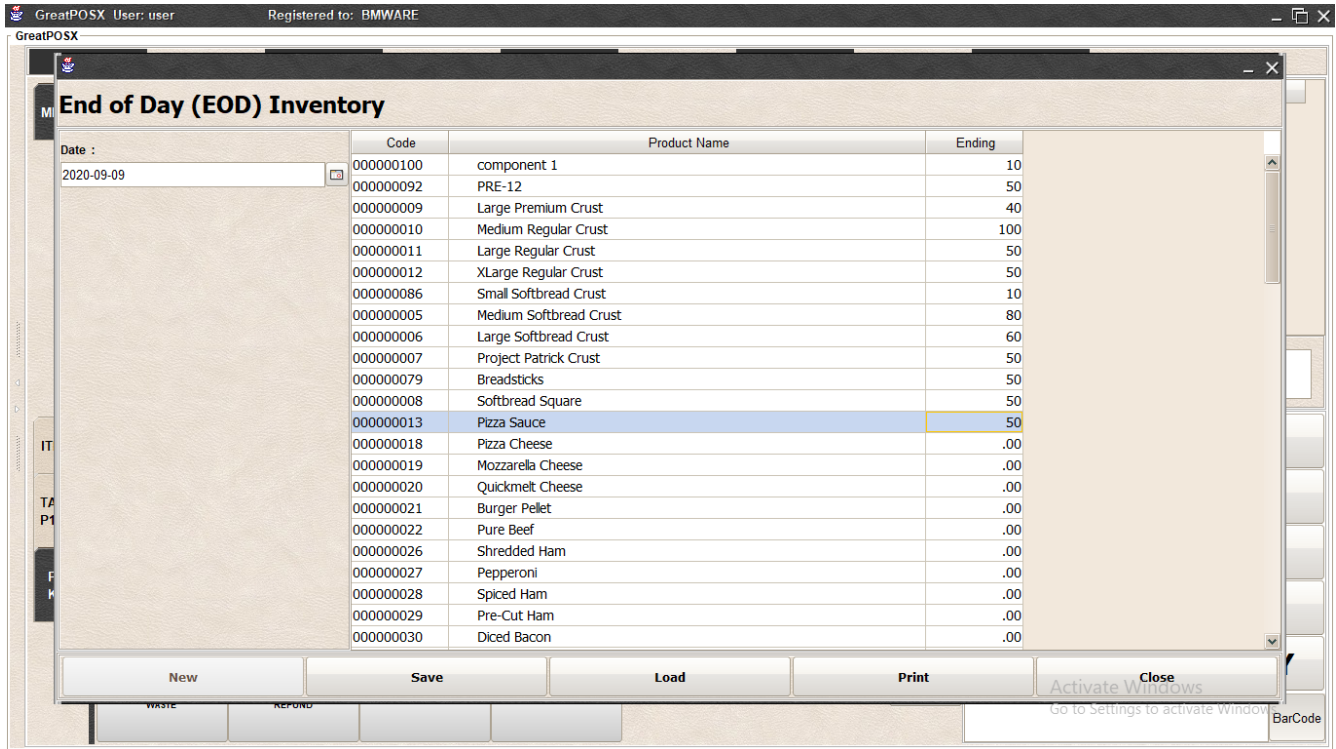 GreatPOSX User: user Registered to: BMWARE
GreatPOSX
End of Day (EOD) Inventory
Date :
2020-09-09
Code Product Name Ending
000000100 component 1 10
000000092 PRE-12 50
000000009 Large Premium Crust 40
000000010 Medium Regular Crust 100
000000011 Large Regular Crust 50
000000012 XLarge Regular Crust 50
000000086 Small Softbread Crust 10
000000005 Medium Softbread Crust 80
000000006 Large Softbread Crust 60
000000007 Project Patrick Crust 50
000000079 Breadsticks 50
000000008 Softbread Square 50
000000013 Pizza Sauce 50
000000018 Pizza Cheese .00
000000019 Mozzarella Cheese .00
000000020 Quickmelt Cheese .00
000000021 Burger Pellet .00
000000022 Pure Beef .00
000000026 Shredded Ham .00
000000027 Pepperoni .00
000000028 Spiced Ham .00
000000029 Pre-Cut Ham .00
000000030 Diced Bacon .00
IT
TA
P1
New Save Load Print Close
Activate Windows
Go to Settings to activate Windows
WASTE REFUND
BarCode